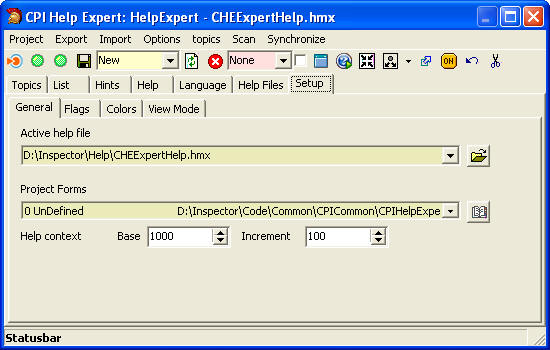 CPI Help Expert: HelpExpert - CHEExpertHelp.hmx
Project Export Import Options topics Scan Synchronize
New None ON
Topics List Hints Help Language Help Files Setup
General Flags Colors View Mode
Active help file
D:\Inspector\Help\CHEExpertHelp.hmx
Project Forms
0 UnDefined D:\Inspector\Code\Common\CPICommon\CPIHelpExpe
Help context Base 1000 Increment 100
Statusbar